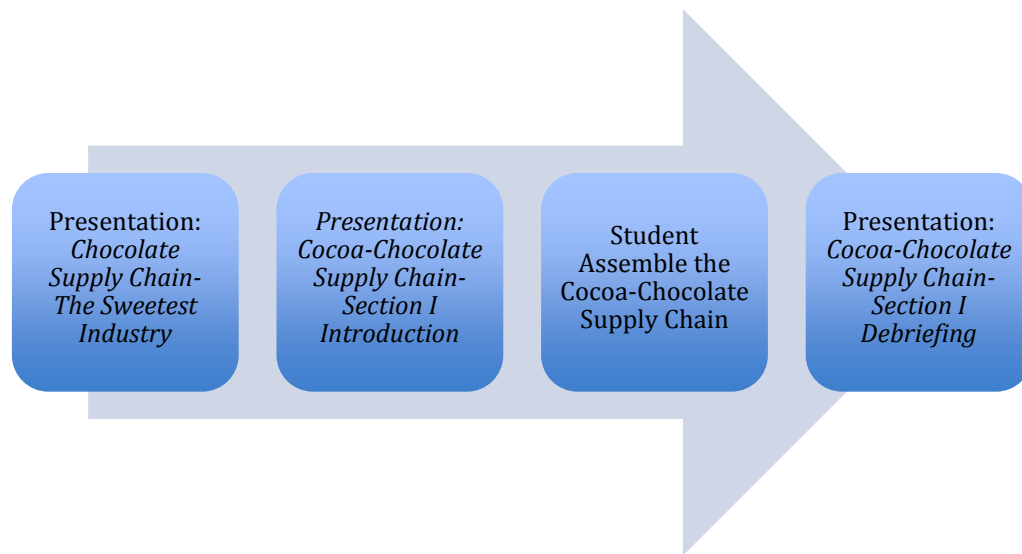 Presentation:
Chocolate
Supply Chain-
The Sweetest
Industry
Presentation:
Cocoa-Chocolate
Supply Chain-
Section I
Introduction
Student
Assemble the
Cocoa-Chocolate
Supply Chain
Presentation:
Cocoa-Chocolate
Supply Chain-
Section I
Debriefing